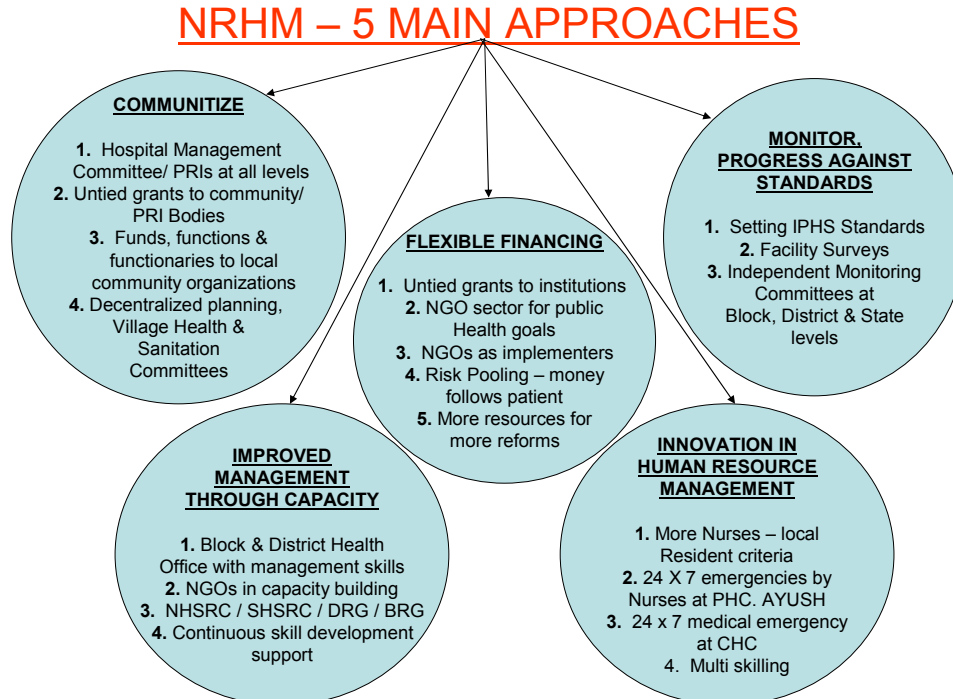 NRHM – 5 MAIN APPROACHES
COMMUNITIZE
1. Hospital Management
Committee/ PRIs at all levels
2. Untied grants to community/
PRI Bodies
3. Funds, functions &
functionaries to local
community organizations
4. Decentralized planning,
Village Health &
Sanitation
Committees
FLEXIBLE FINANCING
1. Untied grants to institutions
2. NGO sector for public
Health goals
3. NGOs as implementers
4. Risk Pooling – money
follows patient
5. More resources for
more reforms
MONITOR,
PROGRESS AGAINST
STANDARDS
1. Setting IPHS Standards
2. Facility Surveys
3. Independent Monitoring
Committees at
Block, District & State
levels
IMPROVED
MANAGEMENT
THROUGH CAPACITY
1. Block & District Health
Office with management skills
2. NGOs in capacity building
3. NHSRC / SHSRC / DRG / BRG
4. Continuous skill development
support
INNOVATION IN
HUMAN RESOURCE
MANAGEMENT
1. More Nurses – local
Resident criteria
2. 24 X 7 emergencies by
Nurses at PHC. AYUSH
3. 24 x 7 medical emergency
at CHC
4. Multi skilling